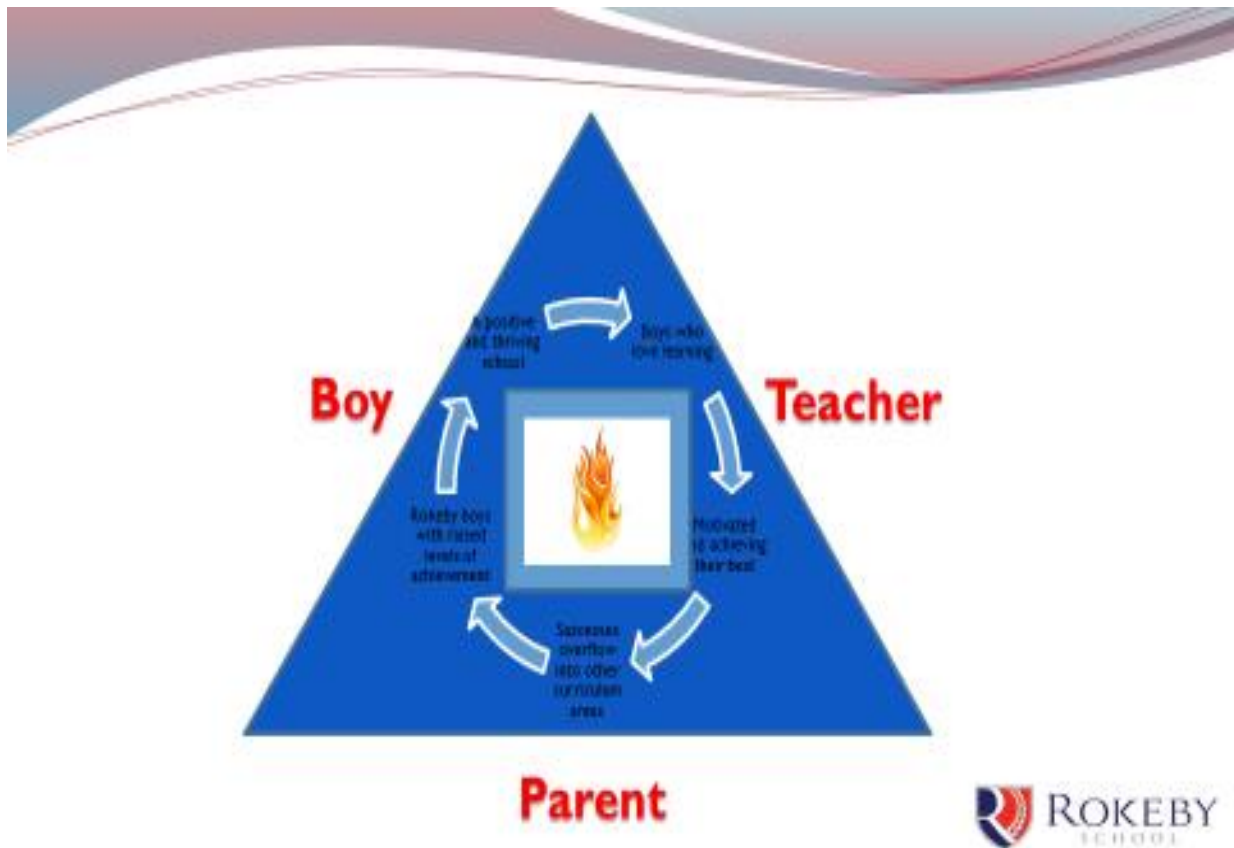 A positive
and thriving
school
Boys who
love learning
Boy
Teacher
Rokeby boys
with raised
levels of
achievement
Motivated
achieving
their best
Successes
overflow
into other
curriculum
areas
Parent
ROKEBY
SCHOOL